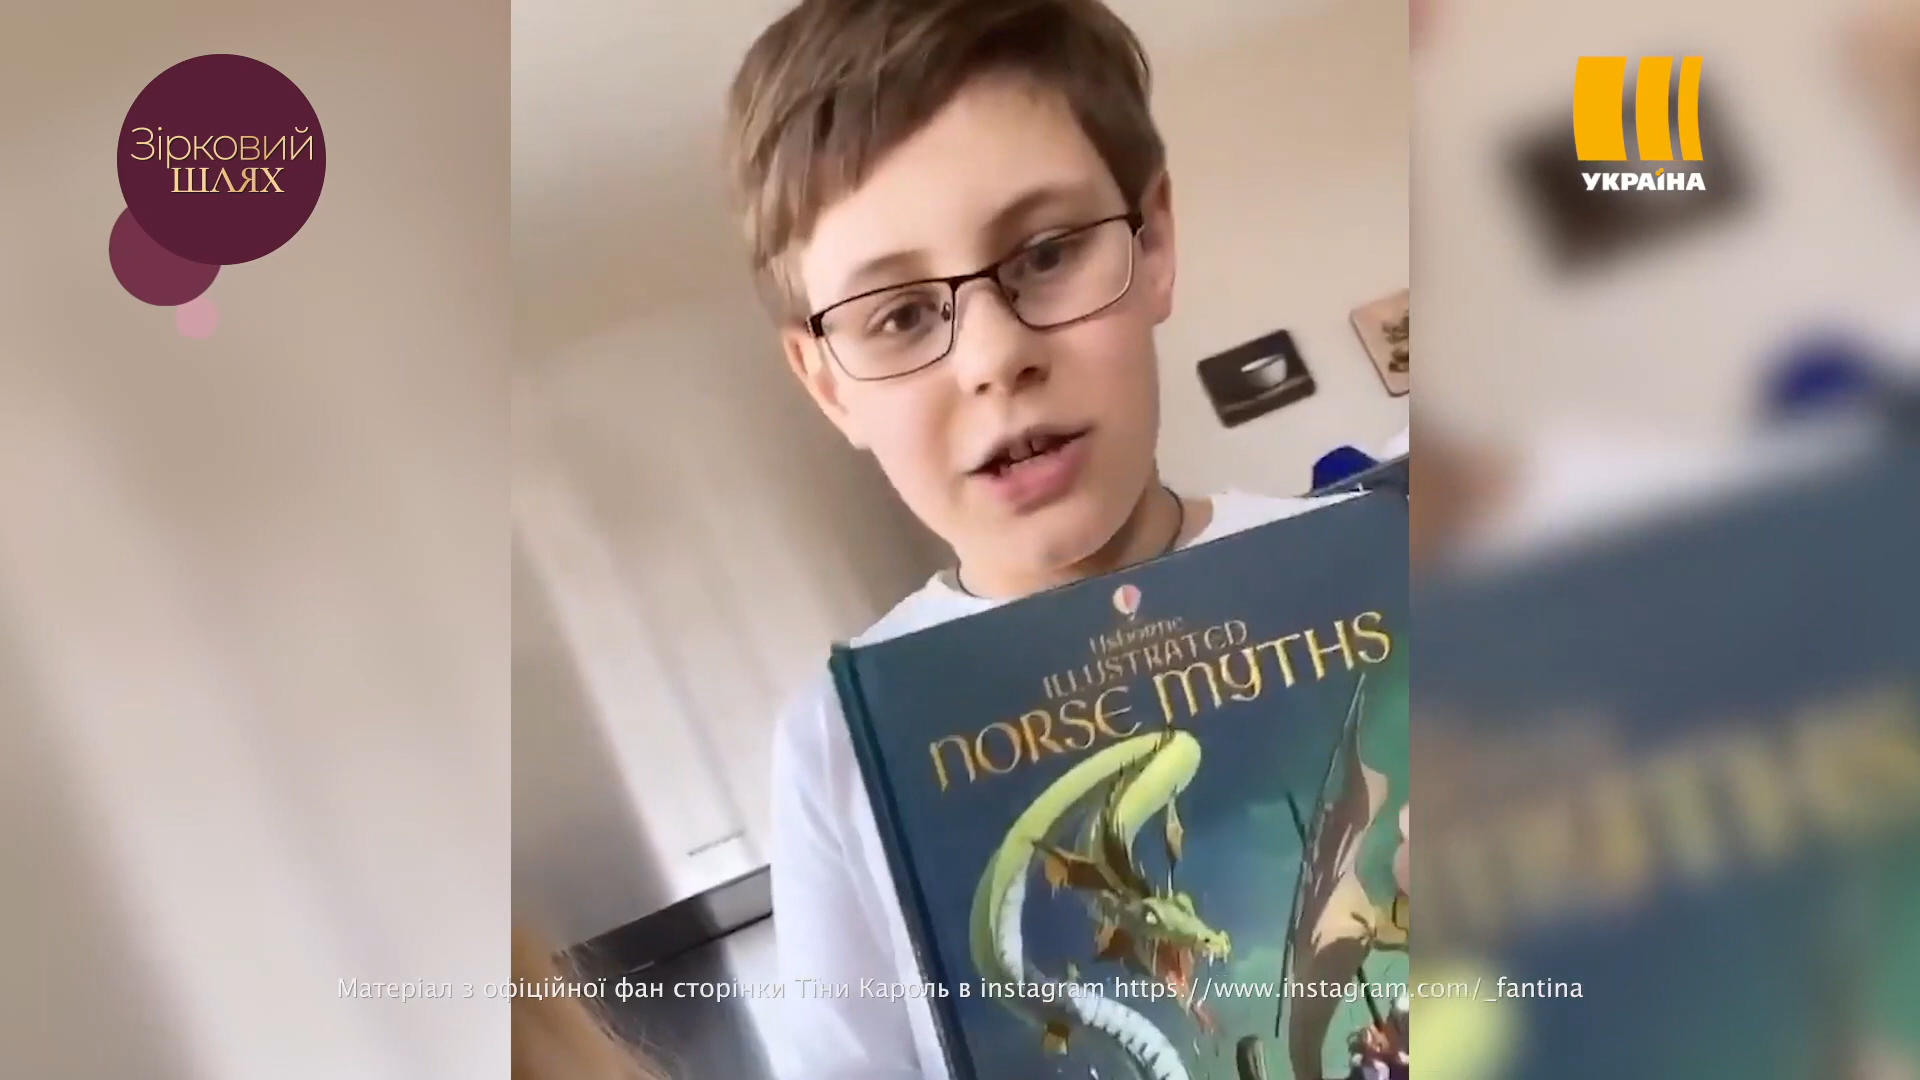 Зірковий
ШЛЯХ
УКРАЇНА
Usborne
ILLUSTRATED
NORSE MYTHS
Матеріал з офіційної фан сторінки Тіни Кароль в instagram https://www.instagram.com/_fantina